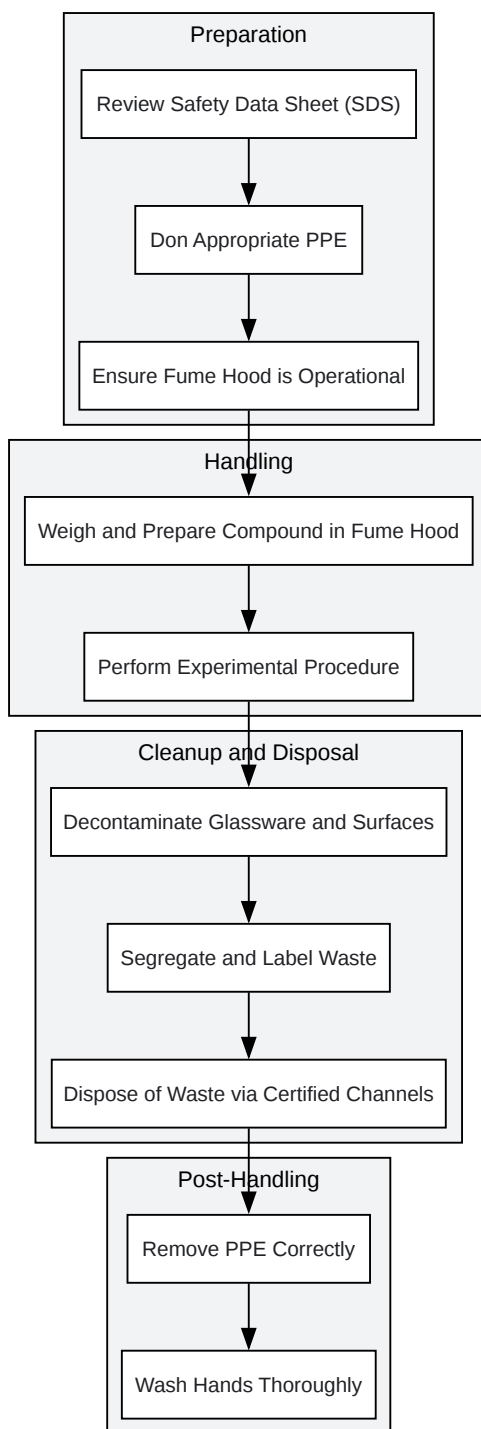 Preparation
Review Safety Data Sheet (SDS)
Don Appropriate PPE
Ensure Fume Hood is Operational
Handling
Weigh and Prepare Compound in Fume Hood
Perform Experimental Procedure
Cleanup and Disposal
Decontaminate Glassware and Surfaces
Segregate and Label Waste
Dispose of Waste via Certified Channels
Post-Handling
Remove PPE Correctly
Wash Hands Thoroughly